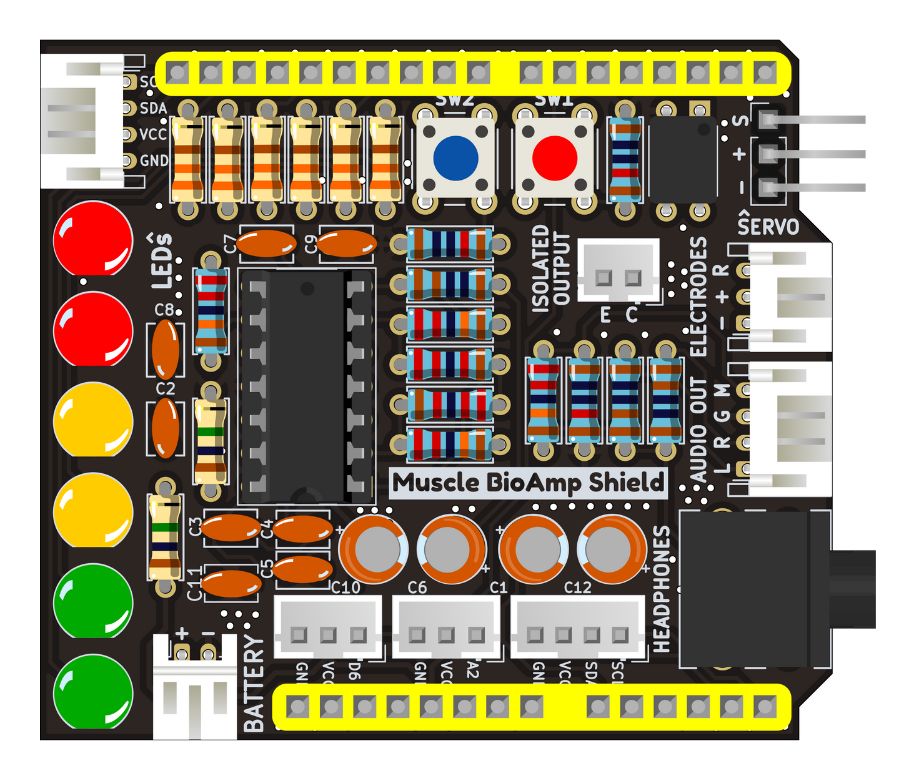 SDA
VCC
GND
SW2
SW1
S
+
−
SERVO
LEDs
C7
C9
ISOLATED
OUTPUT
E C
ELECTRODES
− + R
C8
C2
AUDIO OUT
L R G M
Muscle BioAmp Shield
C3
C4
C11
C5
C10
C6
C1
C12
+
+
+
+
HEADPHONES
+ −
BATTERY
GND
VCC
D6
GND
VCC
A2
GND
VCC
SDA
SCL